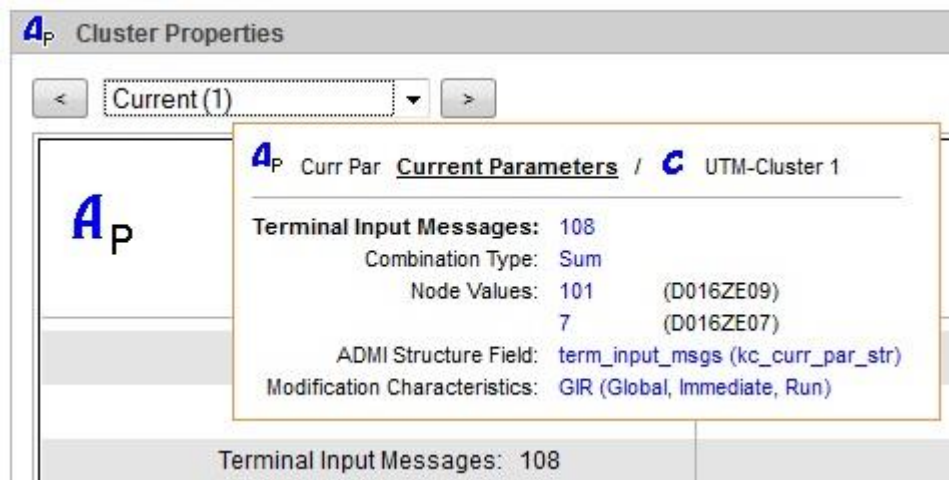 AP Cluster Properties
< Current (1) >
AP Curr Par Current Parameters / C UTM-Cluster 1
AP
Terminal Input Messages: 108
Combination Type: Sum
Node Values: 101 (D016ZE09)
7 (D016ZE07)
ADMI Structure Field: term_input_msgs (kc_curr_par_str)
Modification Characteristics: GIR (Global, Immediate, Run)
Terminal Input Messages: 108